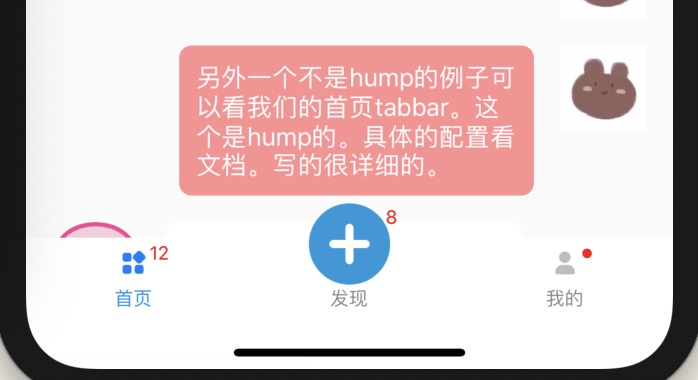 另外一个不是hump的例子可
以看我们的首页tabbar。这
个是hump的。具体的配置看
文档。写的很详细的。
8
12
首页
发现
我的